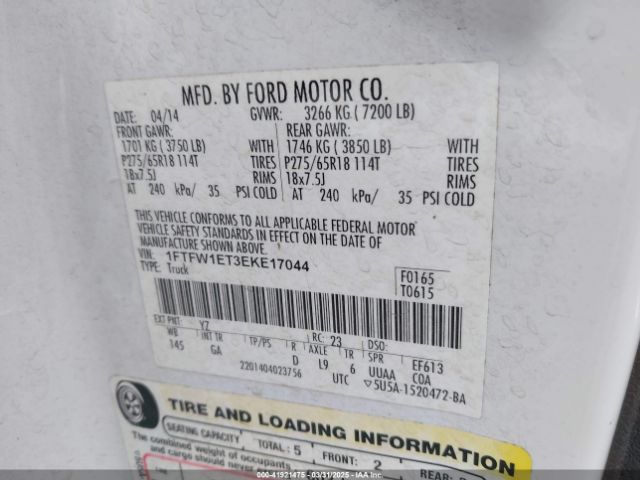 MFD. BY FORD MOTOR CO.
DATE: 04/14 GVWR: 3266 KG ( 7200 LB)
FRONT GAWR: REAR GAWR:
1701 KG ( 3750 LB) WITH 1746 KG ( 3850 LB) WITH
P275/65R18 114T TIRES P275/65R18 114T TIRES
18x7.5J RIMS 18x7.5J RIMS
AT 240 kPa/ 35 PSI COLD AT 240 kPa/ 35 PSI COLD
THIS VEHICLE CONFORMS TO ALL APPLICABLE FEDERAL MOTOR
VEHICLE SAFETY STANDARDS IN EFFECT ON THE DATE OF
MANUFACTURE SHOWN ABOVE.
VIN: 1FTFW1ET3EKE17044
TYPE: Truck
F0165
T0615
EXT PNT: YZ RC: 23 DSO:
WB INT TR TP/PS R AXLE TR SPR EF613
145 GA D L9 6 UUAA COA
2201404023756 UTC ▽5U5A-1520472-BA
TIRE AND LOADING INFORMATION
SEATING CAPACITY TOTAL: 5 FRONT: 2 REAR:
The combined weight of occupants
and cargo should never
000-41921475 03/31/2025 COPART